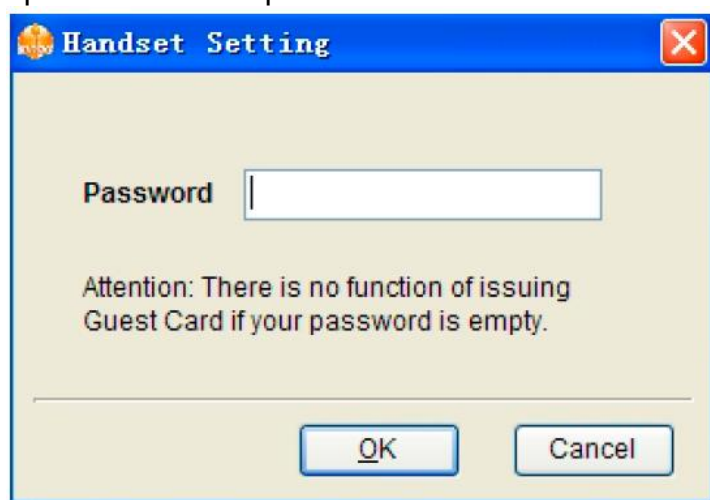 Handset Setting
Password
Attention: There is no function of issuing
Guest Card if your password is empty.
OK
Cancel